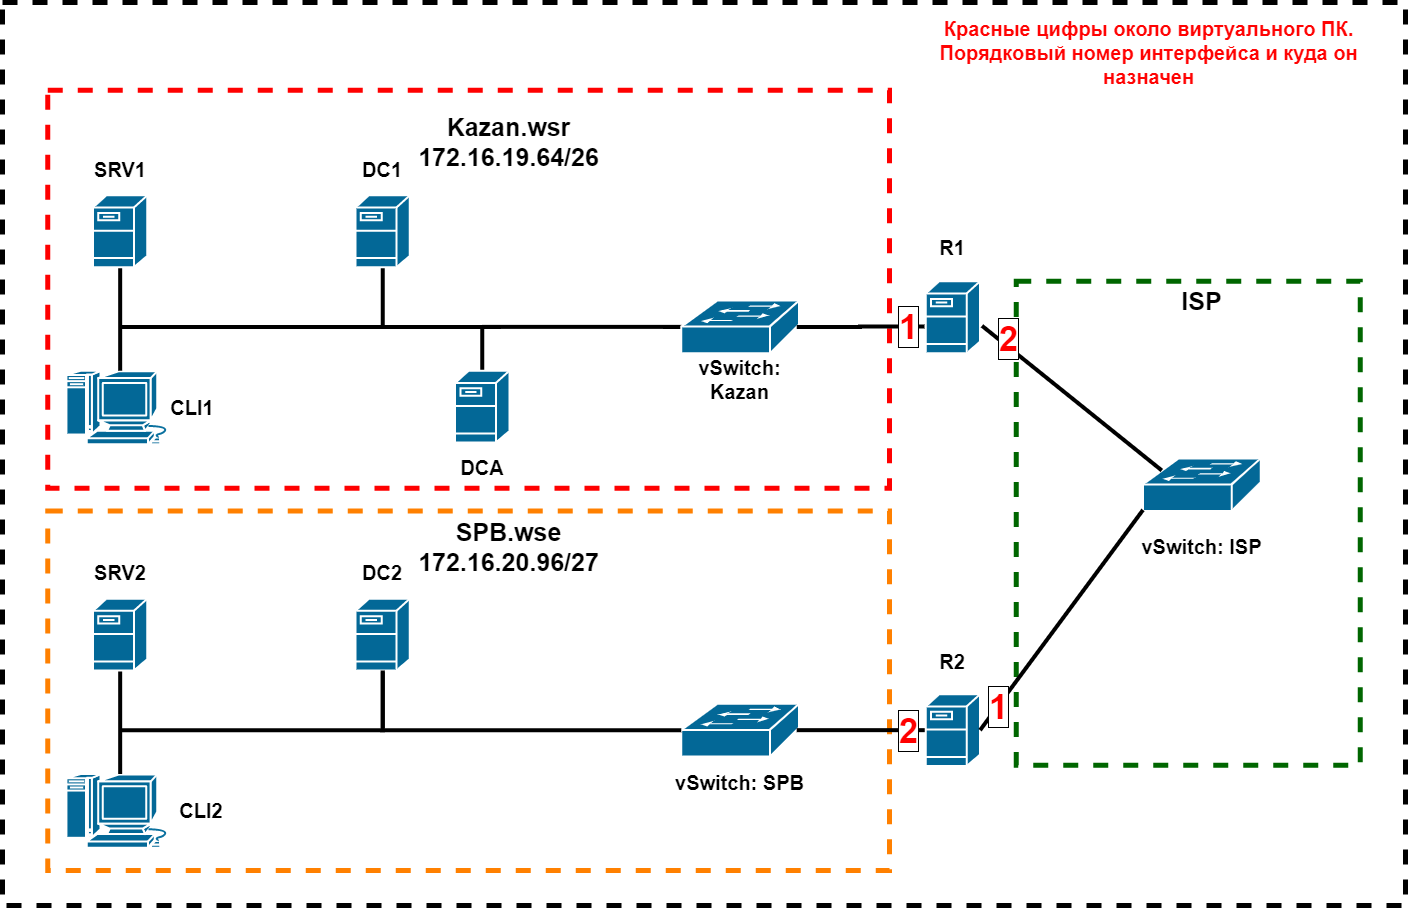 Красные цифры около виртуального ПК.
Порядковый номер интерфейса и куда он
назначен
Kazan.wsr
172.16.19.64/26
SRV1
DC1
R1
ISP
1
2
vSwitch:
Kazan
CLI1
DCA
SPB.wse
172.16.20.96/27
vSwitch: ISP
SRV2
DC2
R2
1
2
vSwitch: SPB
CLI2